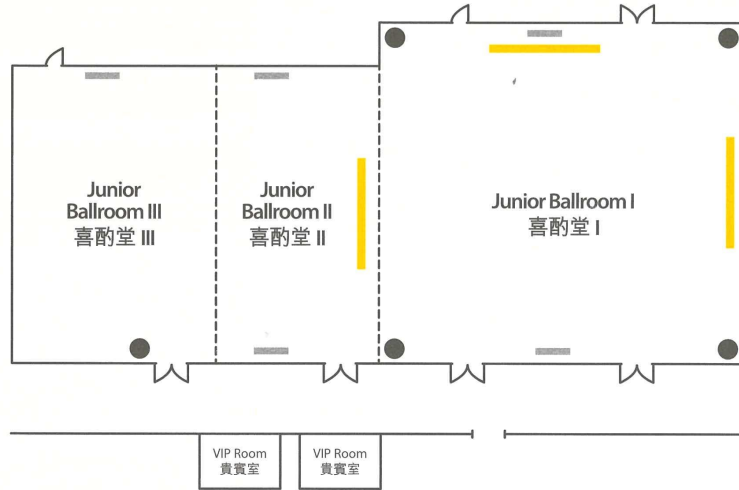 Junior
Ballroom III
喜酌堂 III
Junior
Ballroom II
喜酌堂 II
Junior Ballroom I
喜酌堂 I
VIP Room
貴賓室
VIP Room
貴賓室